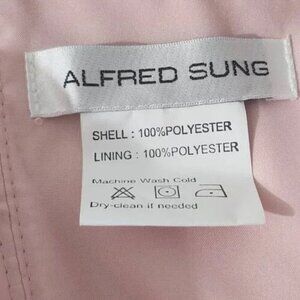 ALFRED SUNG
SHELL : 100%POLYESTER
LINING : 100%POLYESTER
Machine Wash Cold
Dry-clean if needed